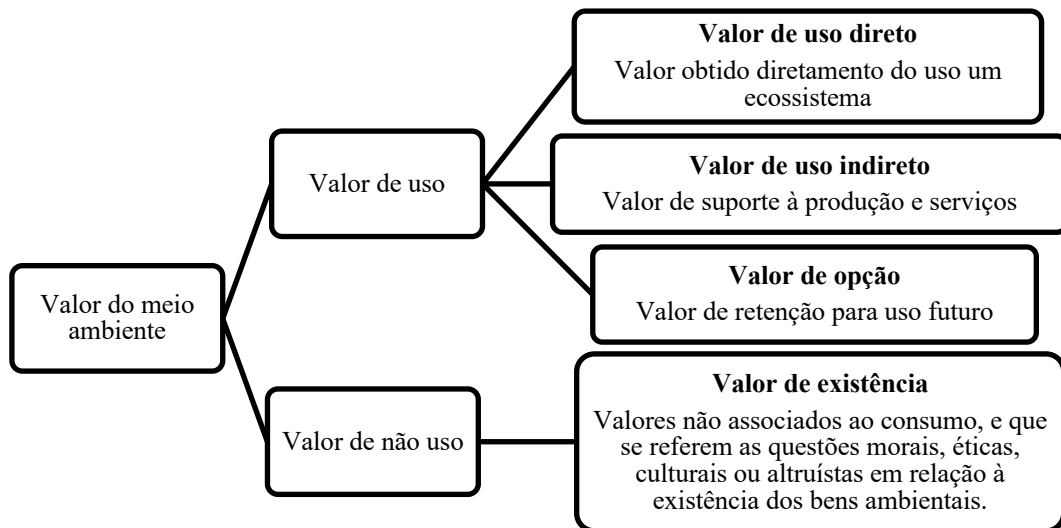 Valor do meio
ambiente
Valor de uso
Valor de uso direto
Valor obtido diretamento do uso um
ecossistema
Valor de uso indireto
Valor de suporte à produção e serviços
Valor de opção
Valor de retenção para uso futuro
Valor de não uso
Valor de existência
Valores não associados ao consumo, e que
se referem as questões morais, éticas,
culturais ou altruístas em relação à
existência dos bens ambientais.